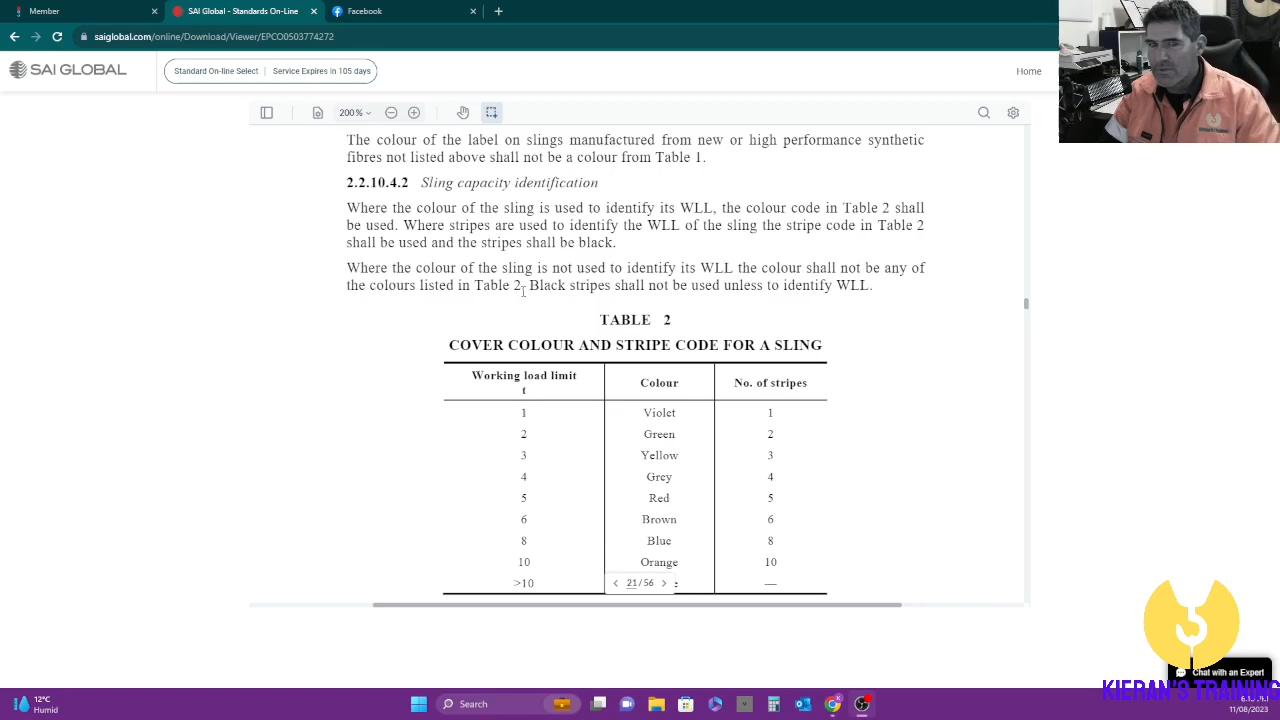 Member
SAI Global - Standards On-Line
Facebook
saiglobal.com/online/Download/Viewer/EPCO0503774272
SAI GLOBAL
Standard On-line Select | Service Expires in 105 days
Home
200%
The colour of the label on slings manufactured from new or high performance synthetic
fibres not listed above shall not be a colour from Table 1.
2.2.10.4.2 Sling capacity identification
Where the colour of the sling is used to identify its WLL, the colour code in Table 2 shall
be used. Where stripes are used to identify the WLL of the sling the stripe code in Table 2
shall be used and the stripes shall be black.
Where the colour of the sling is not used to identify its WLL the colour shall not be any of
the colours listed in Table 2. Black stripes shall not be used unless to identify WLL.
TABLE 2
COVER COLOUR AND STRIPE CODE FOR A SLING
Working load limit
t
Colour
No. of stripes
1 Violet 1
2 Green 2
3 Yellow 3
4 Grey 4
5 Red 5
6 Brown 6
8 Blue 8
10 Orange 10
>10 —
21 / 56
Chat with an Expert
KIERAN'S TRAINING
12°C
Humid
Search
11/08/2023